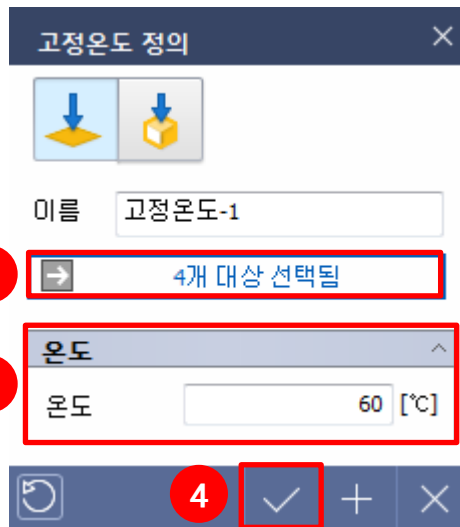 고정온도 정의
이름 고정온도-1
4개 대상 선택됨
온도
온도 60 [℃]
4